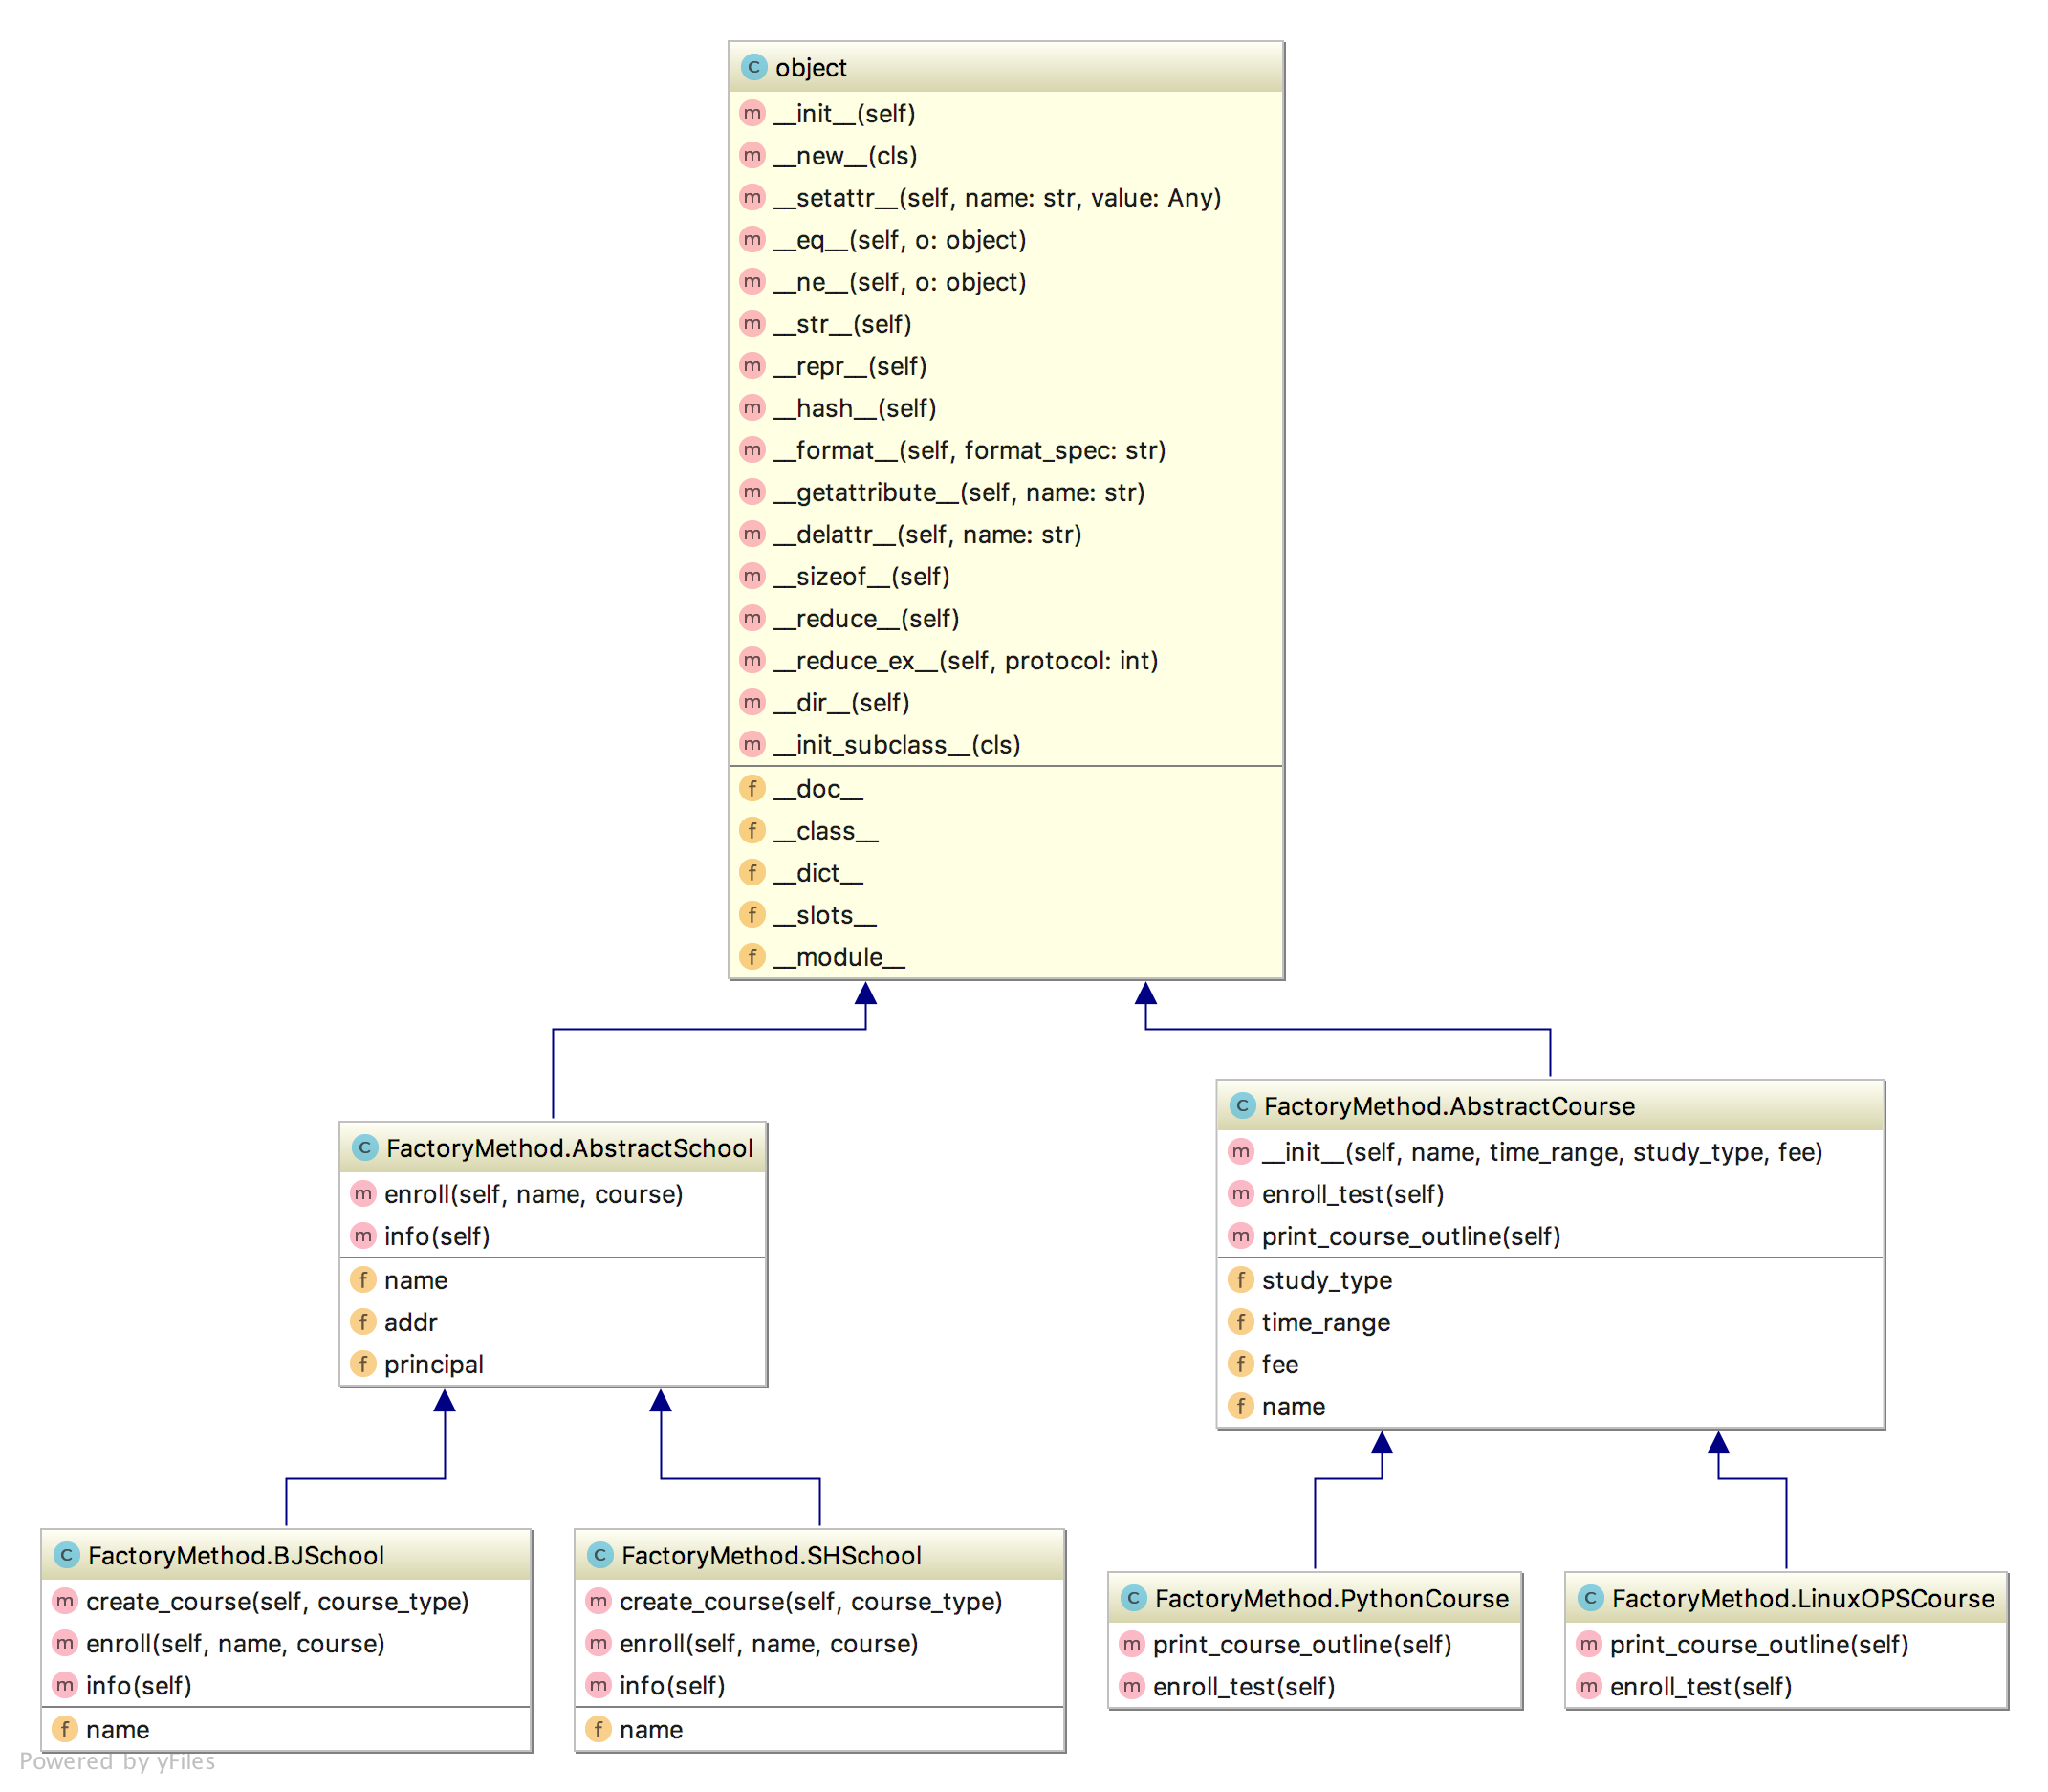 C object
m __init__(self)
m __new__(cls)
m __setattr__(self, name: str, value: Any)
m __eq__(self, o: object)
m __ne__(self, o: object)
m __str__(self)
m __repr__(self)
m __hash__(self)
m __format__(self, format_spec: str)
m __getattribute__(self, name: str)
m __delattr__(self, name: str)
m __sizeof__(self)
m __reduce__(self)
m __reduce_ex__(self, protocol: int)
m __dir__(self)
m __init_subclass__(cls)
f __doc__
f __class__
f __dict__
f __slots__
f __module__
C FactoryMethod.AbstractSchool
m enroll(self, name, course)
m info(self)
f name
f addr
f principal
C FactoryMethod.AbstractCourse
m __init__(self, name, time_range, study_type, fee)
m enroll_test(self)
m print_course_outline(self)
f study_type
f time_range
f fee
f name
C FactoryMethod.BJSchool
m create_course(self, course_type)
m enroll(self, name, course)
m info(self)
f name
C FactoryMethod.SHSchool
m create_course(self, course_type)
m enroll(self, name, course)
m info(self)
f name
C FactoryMethod.PythonCourse
m print_course_outline(self)
m enroll_test(self)
C FactoryMethod.LinuxOPSCourse
m print_course_outline(self)
m enroll_test(self)
Powered by yFiles